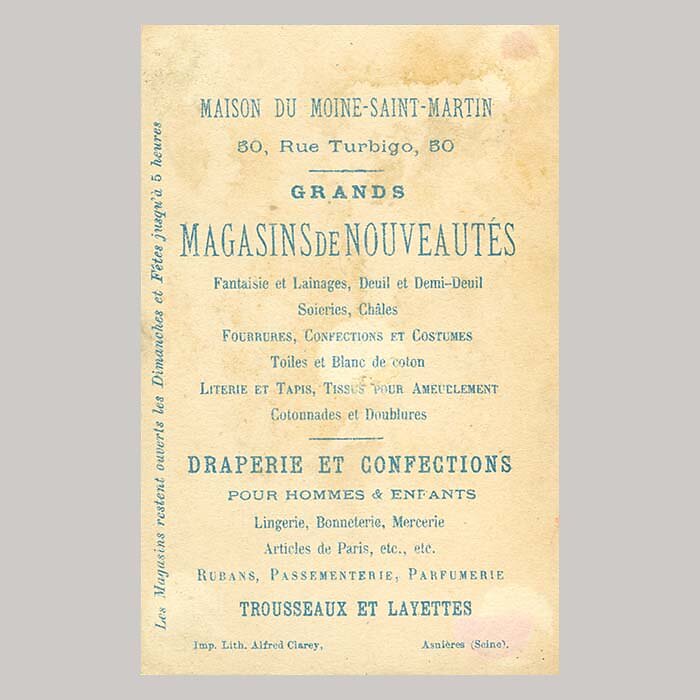 MAISON DU MOINE-SAINT-MARTIN
50, Rue Turbigo, 50
GRANDS
MAGASINS DE NOUVEAUTÉS
Fantaisie et Lainages, Deuil et Demi-Deuil
Soieries, Châles
FOURRURES, CONFECTIONS ET COSTUMES
Toiles et Blanc de coton
LITERIE ET TAPIS, TISSUS POUR AMEUBLEMENT
Cotonnades et Doublures
DRAPERIE ET CONFECTIONS
POUR HOMMES & ENFANTS
Lingerie, Bonneterie, Mercerie
Articles de Paris, etc., etc.
RUBANS, PASSEMENTERIE, PARFUMERIE
TROUSSEAUX ET LAYETTES
Imp. Lith. Alfred Clarey, Asnières (Seine).
Les Magasins restent ouverts les Dimanches et Fêtes jusqu'à 5 heures